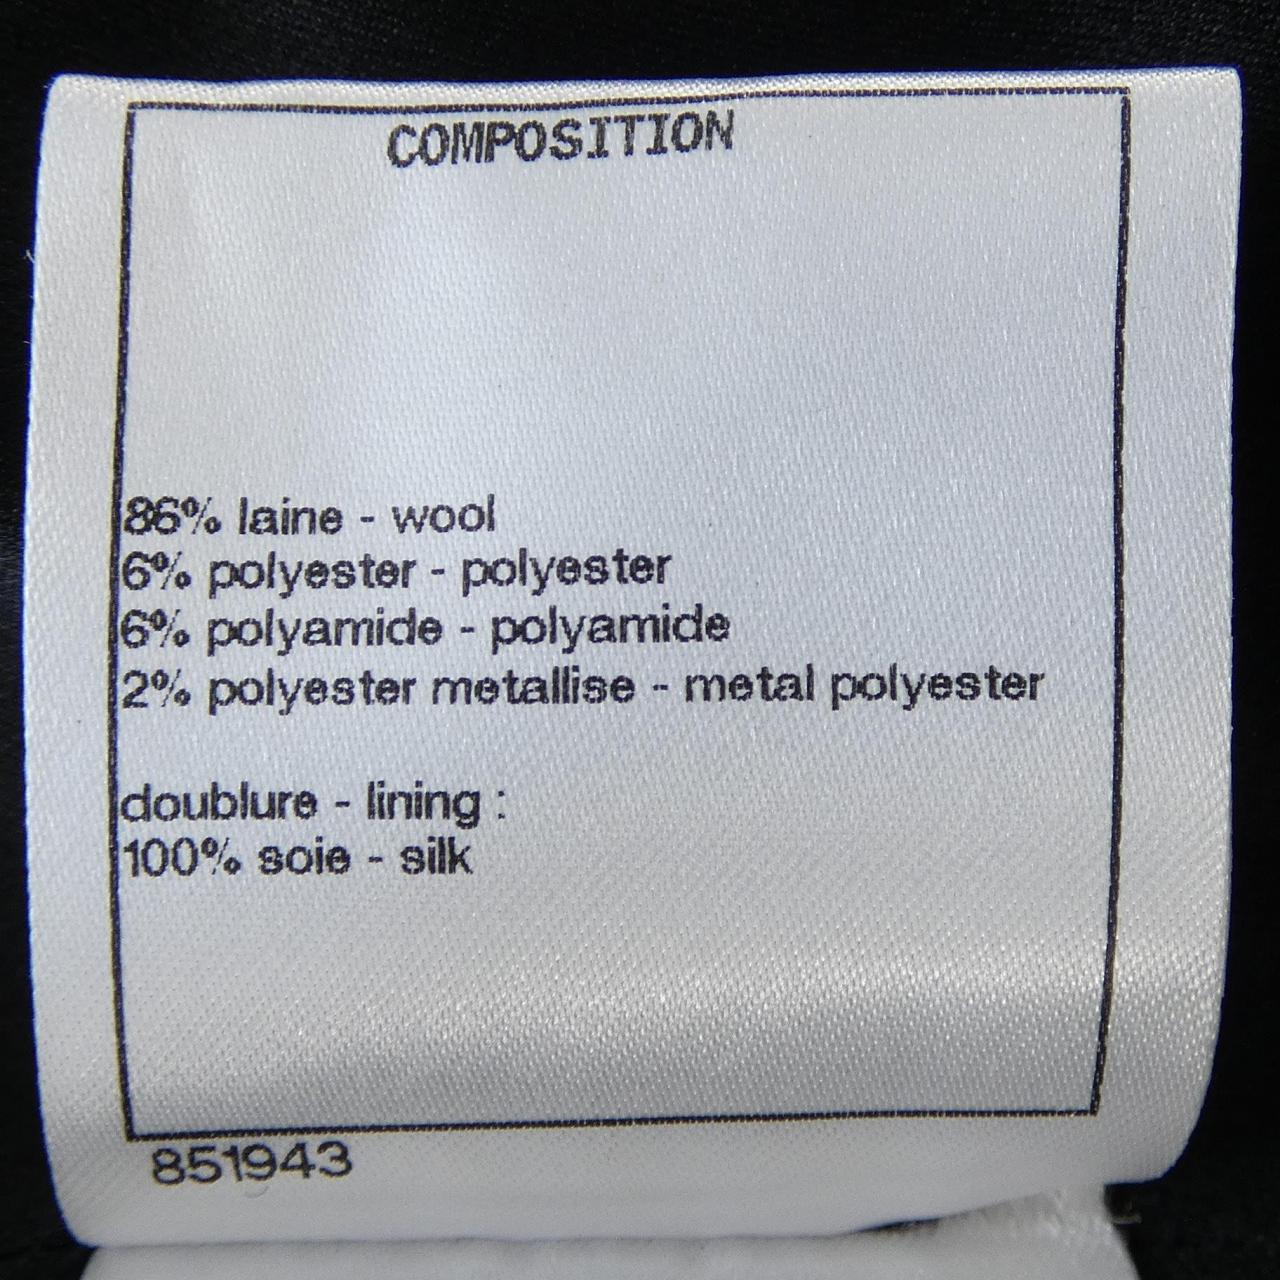 COMPOSITION
86% laine - wool
6% polyester - polyester
6% polyamide - polyamide
2% polyester metallise - metal polyester
doublure - lining :
100% soie - silk
851943